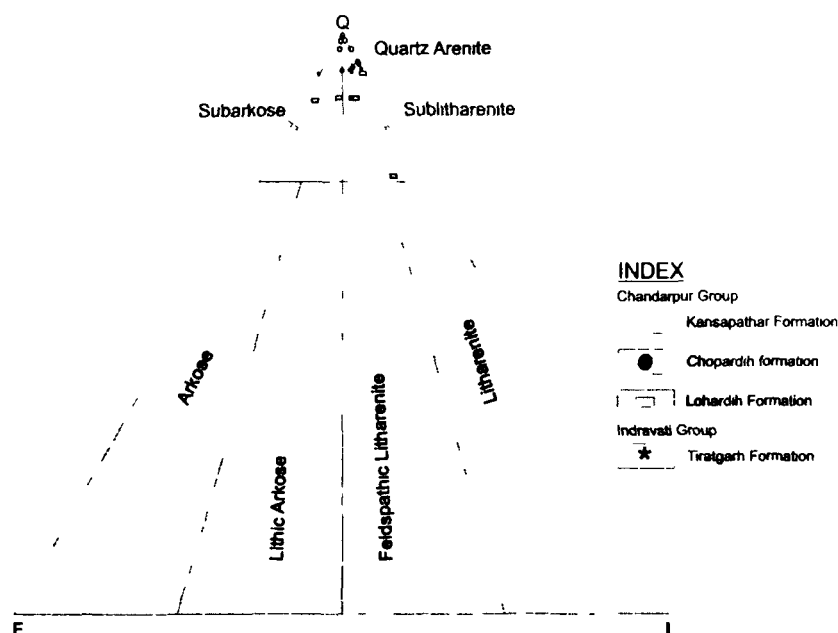 Q
Quartz Arenite
Subarkose
Sublitharenite
Arkose
Lithic Arkose
Feldspathic Litharenite
Litharenite
F
L
INDEX
Chandarpur Group
Kansapathar Formation
Chopardih formation
Lohardih Formation
Indravati Group
Tiratgarh Formation